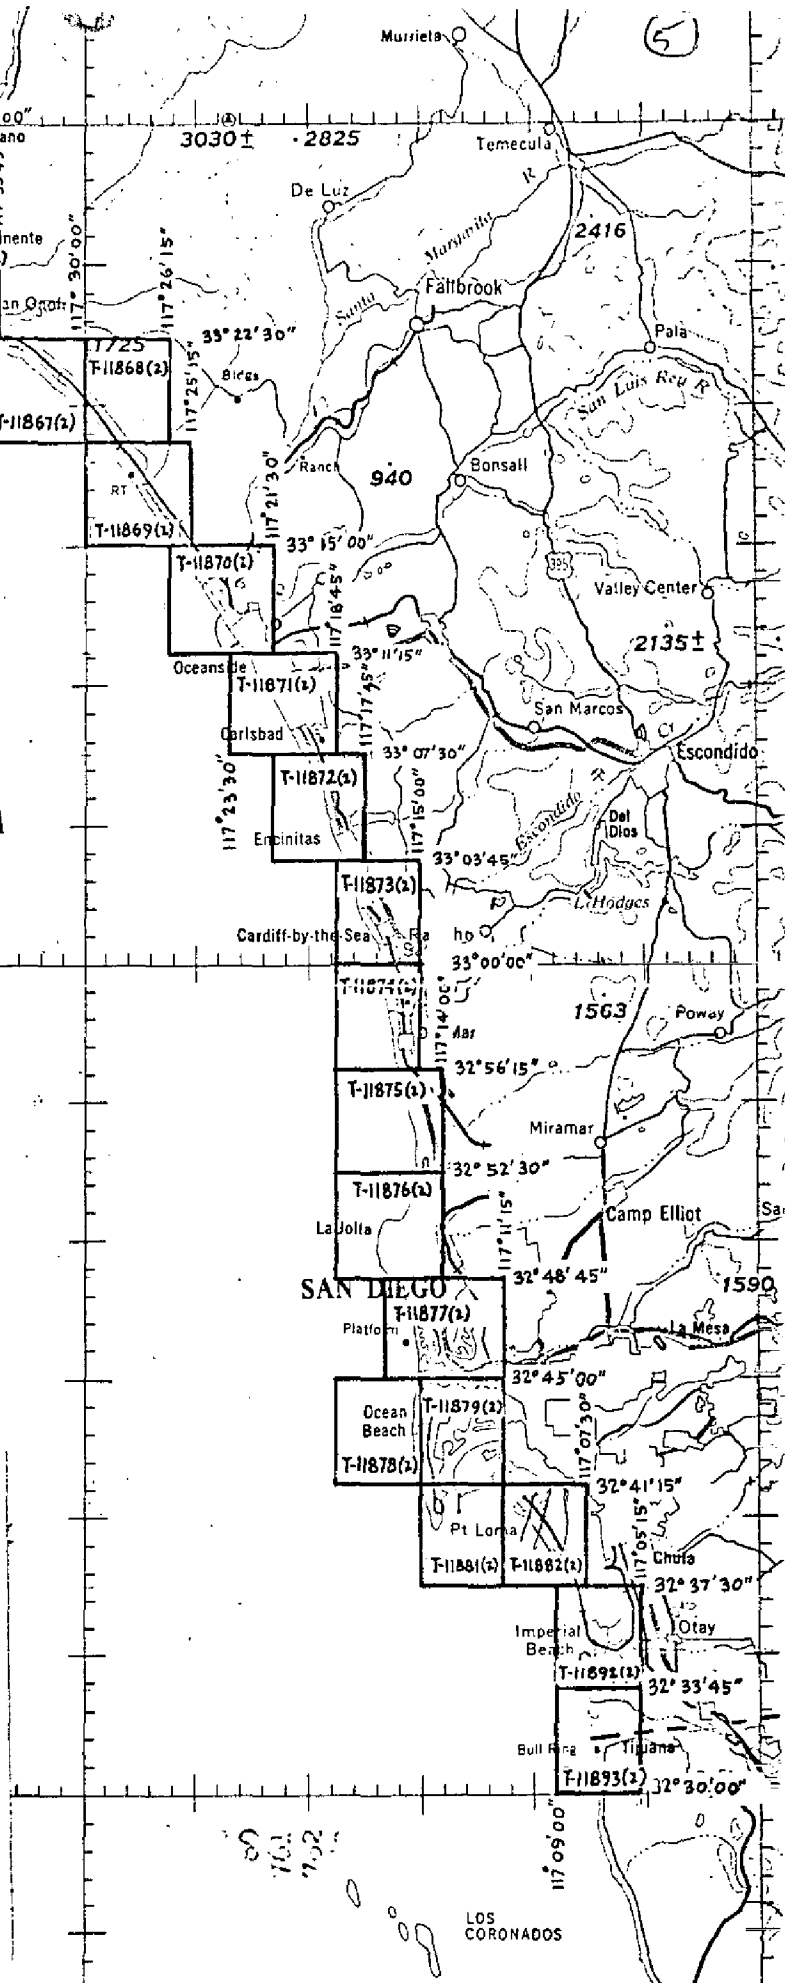 Murrieta
5
00"
ano
3030±
·2825
Temecula
De Luz
R
Margarita
2416
nente
117° 30'00"
117° 26'15"
Santa
Fallbrook
33° 22'30"
Pala
11725
T-11868(2)
117° 25'15"
Bldgs
San Luis Rey R
T-11867(2)
Ranch
940
Bonsall
RT
T-11869(2)
117° 21'30"
33° 15'00"
T-11870(2)
395
Valley Center
117° 18'45"
2135±
33° 11'15"
Oceanside
T-11871(2)
117° 17'45"
San Marcos
Carlsbad
33° 07'30"
Escondido
T-11872(2)
117° 23'30"
117° 15'00"
Encinitas
Escondido
Del
Dios
33° 03'45"
T-11873(2)
L. Hodges
Cardiff-by-the-Sea
ho
33° 00'00"
T-11874(2)
117° 14'00"
1563
Poway
Mar
32° 56'15"
T-11875(2)
Miramar
32° 52'30"
T-11876(2)
117° 11'15"
La Jolla
Camp Elliot
Sa
32° 48'45"
SAN DIEGO
1590
T-11877(2)
Platform
La Mesa
32° 45'00"
Ocean
Beach
T-11879(2)
117° 07'30"
T-11878(2)
32° 41'15"
117° 05'15"
Pt Loma
T-11881(2)
T-11882(2)
Chula
32° 37'30"
Imperial
Beach
Otay
T-11892(2)
32° 33'45"
Bull Ring
Tijuana
T-11893(2)
32° 30'00"
117° 09'00"
LOS
CORONADOS